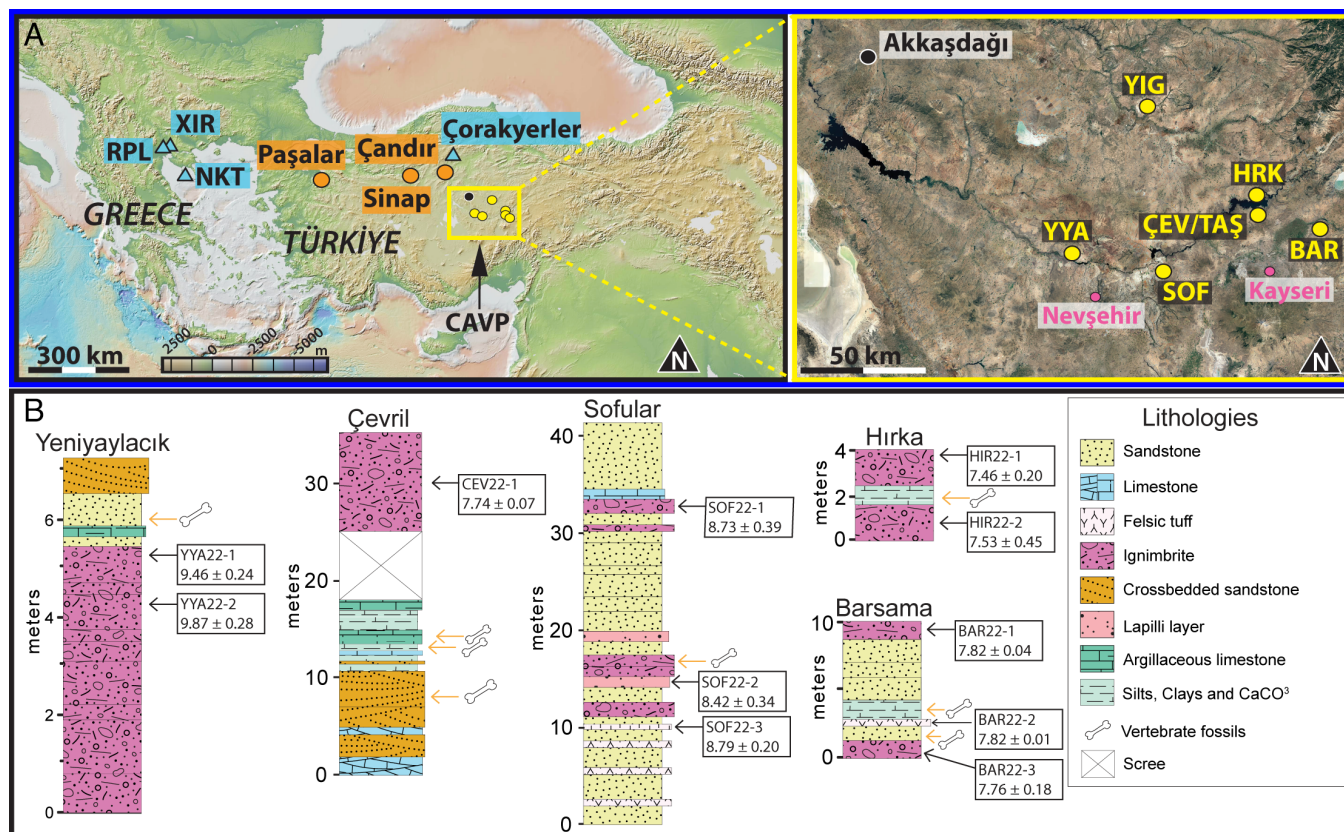 A
XIR
RPL
NKT
Paşalar
Çandır
Çorakyerler
Sinap
GREECE
TÜRKİYE
CAVP
300 km
2500
0
-2500
-5000
m
N
Akkaşdağı
YIG
HRK
ÇEV/TAŞ
BAR
YYA
SOF
Kayseri
Nevşehir
50 km
N
B
Yeniyaylacık
meters
6
4
2
0
YYA22-1
9.46 ± 0.24
YYA22-2
9.87 ± 0.28
Çevril
meters
30
20
10
0
CEV22-1
7.74 ± 0.07
Sofular
meters
40
30
20
10
0
SOF22-1
8.73 ± 0.39
SOF22-2
8.42 ± 0.34
SOF22-3
8.79 ± 0.20
Hırka
meters
4
2
0
HIR22-1
7.46 ± 0.20
HIR22-2
7.53 ± 0.45
Barsama
meters
10
0
BAR22-1
7.82 ± 0.04
BAR22-2
7.82 ± 0.01
BAR22-3
7.76 ± 0.18
Lithologies
Sandstone
Limestone
Felsic tuff
Ignimbrite
Crossbedded sandstone
Lapilli layer
Argillaceous limestone
Silts, Clays and CaCO³
Vertebrate fossils
Scree